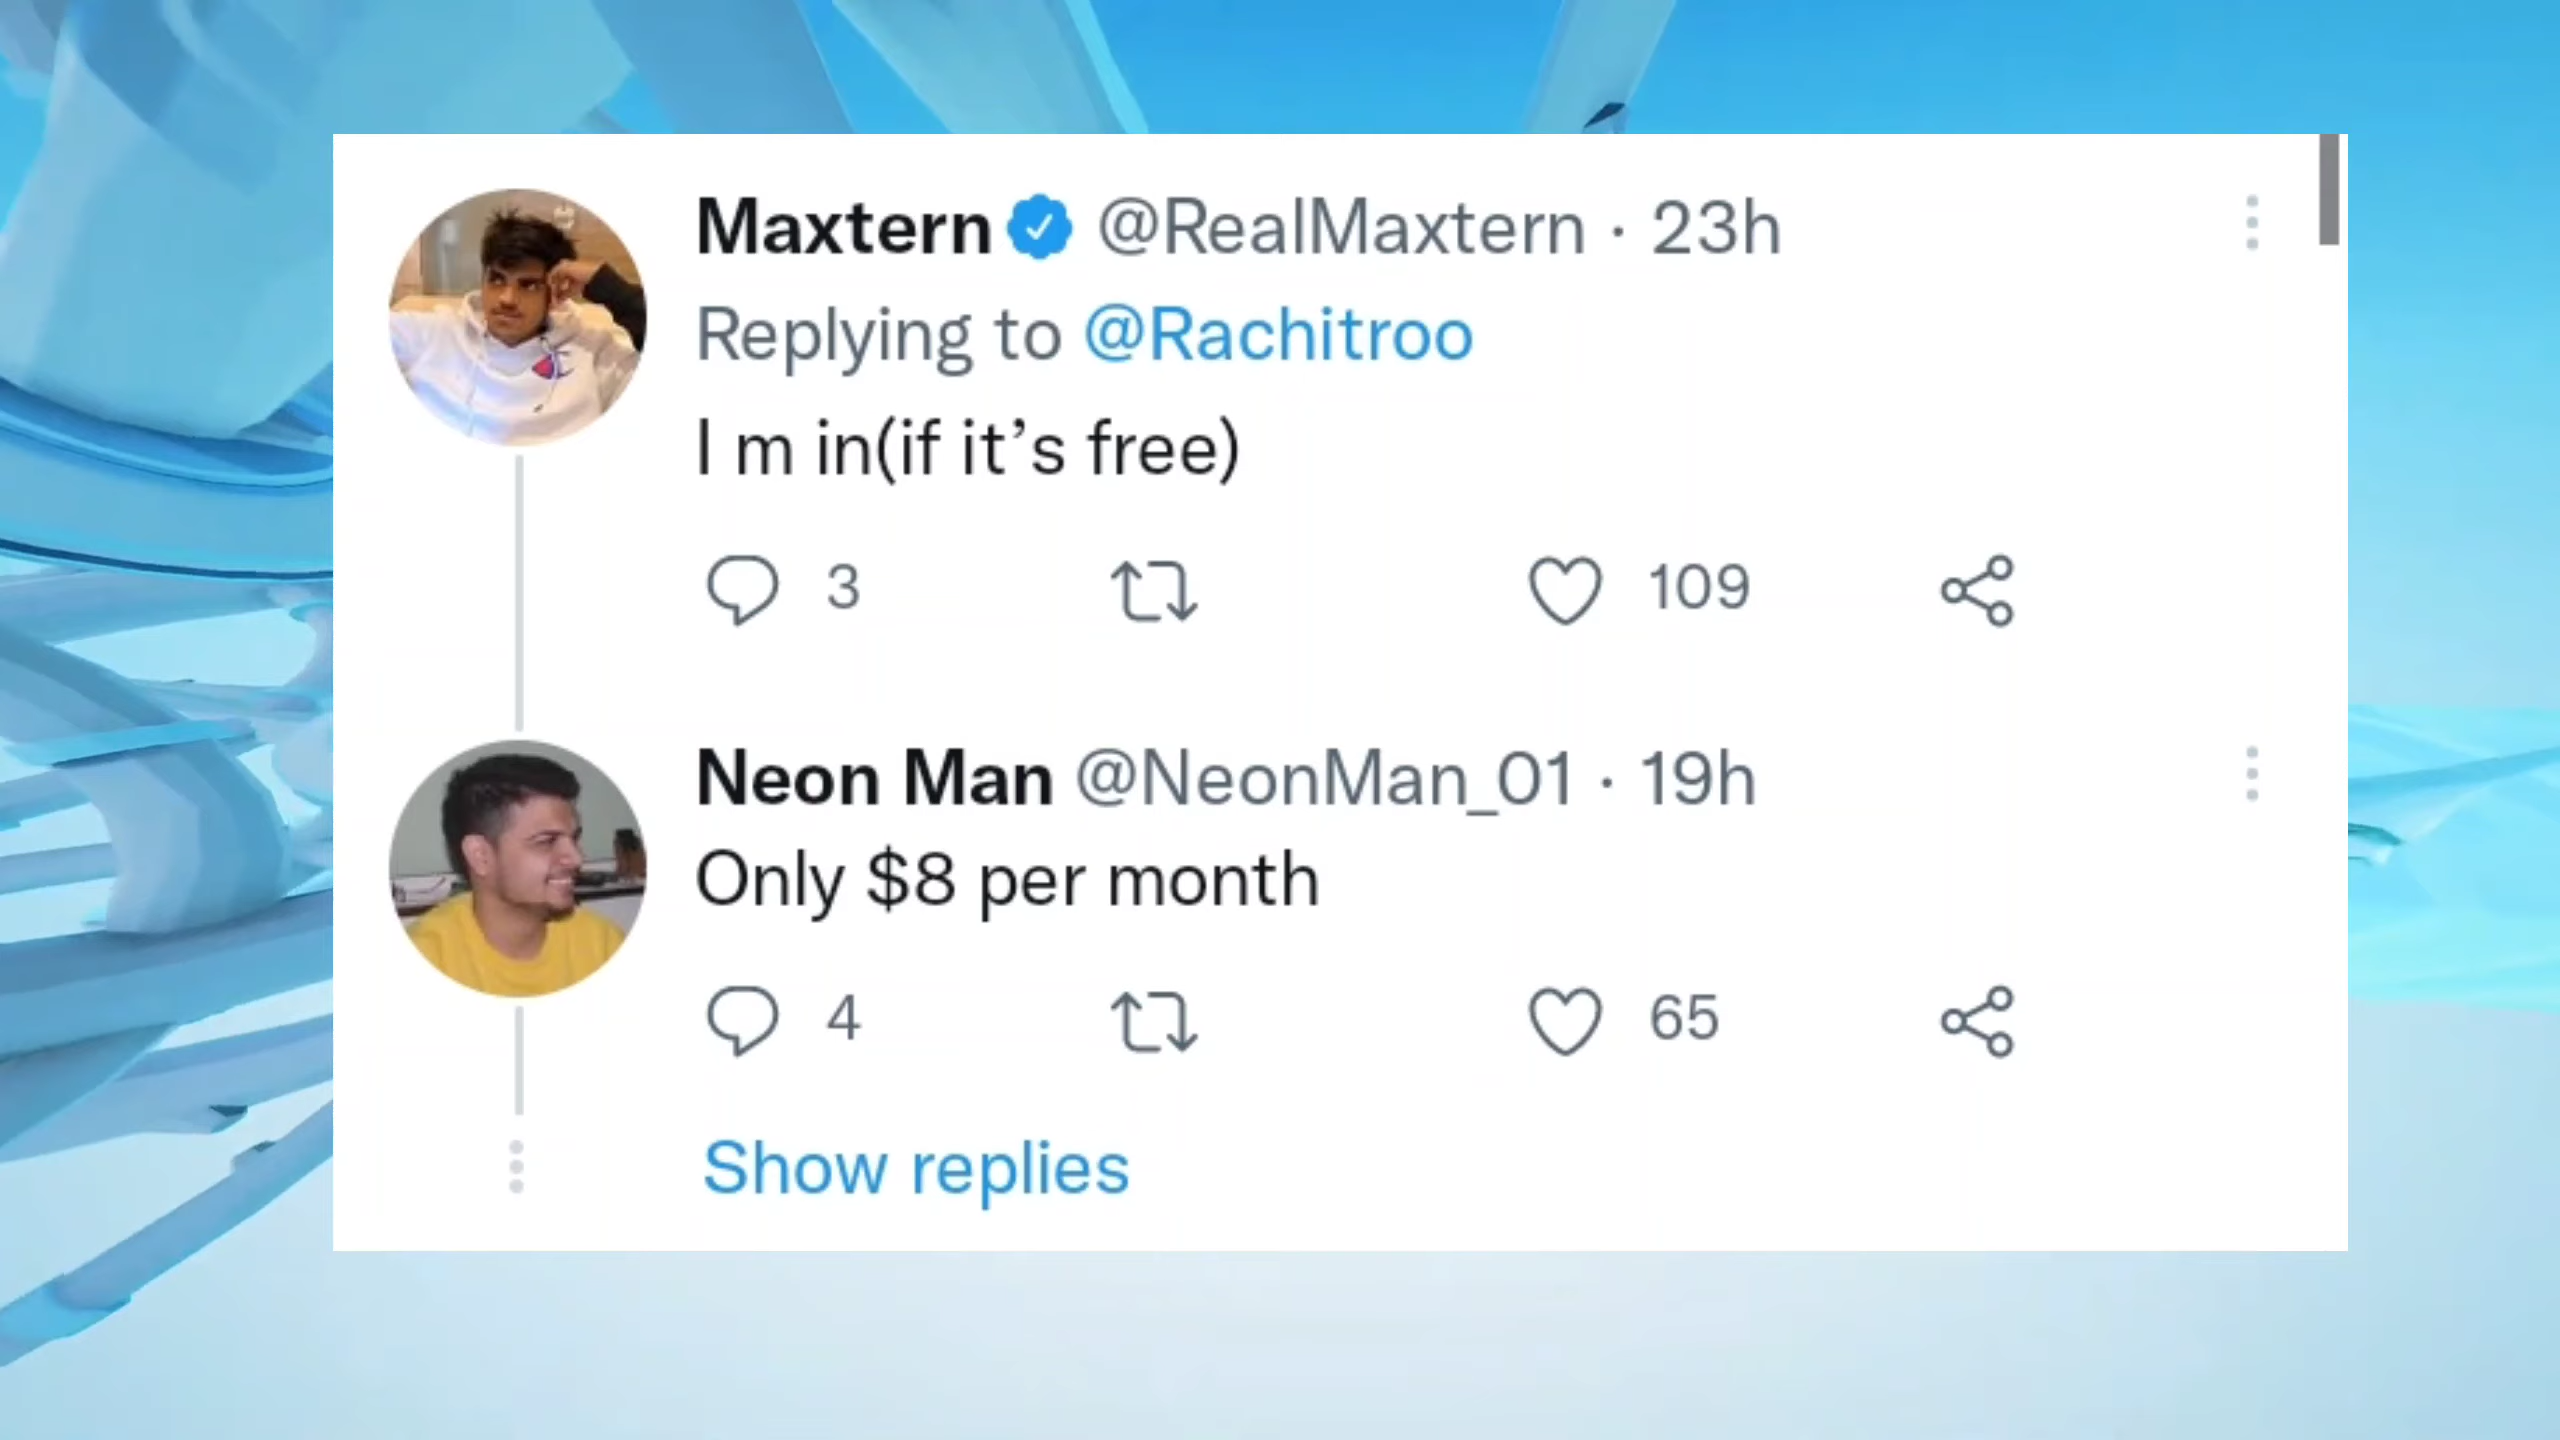 Maxtern @RealMaxtern · 23h
Replying to @Rachitroo
I m in(if it’s free)
3 109
Neon Man @NeonMan_01 · 19h
Only $8 per month
4 65
Show replies